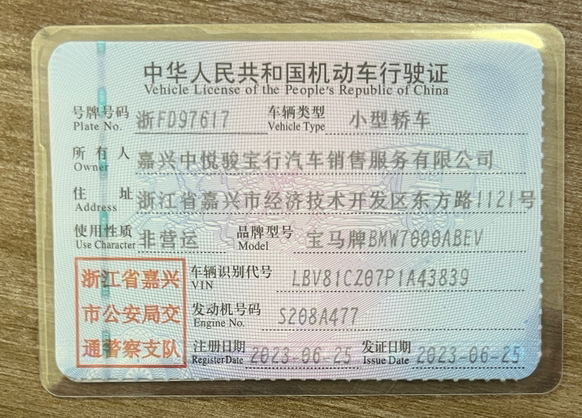 中华人民共和国机动车行驶证
Vehicle License of the People's Republic of China
号牌号码 浙FD97617 车辆类型 小型轿车
Plate No. Vehicle Type
所有人 嘉兴中悦骏宝行汽车销售服务有限公司
Owner
住址 浙江省嘉兴市经济技术开发区东方路1121号
Address
使用性质 非营运 品牌型号 宝马牌BMW7000ABEV
Use Character Model
浙江省嘉兴 车辆识别代号 LBV81CZ07P1A43839
VIN
市公安局交 发动机号码 S208A477
Engine No.
通警察支队 注册日期 2023-06-25 发证日期 2023-06-25
Register Date Issue Date